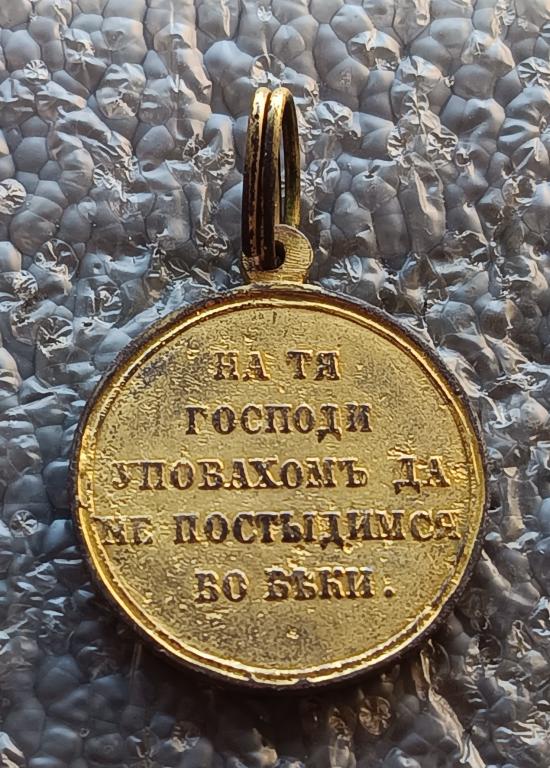 НА ТЯ
ГОСПОДИ
УПОВАХОМЪ ДА
НЕ ПОСТЫДИМСЯ
ВО ВѢКИ.